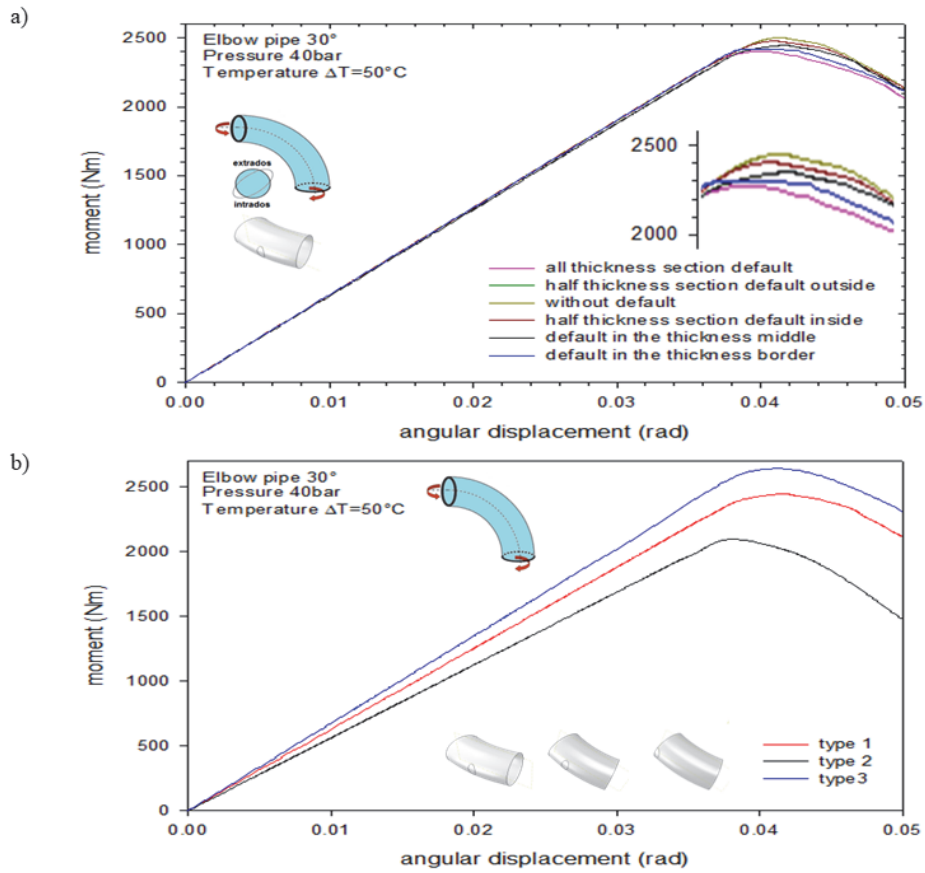 a)
2500
2000
1500
1000
500
0
moment (Nm)
Elbow pipe 30°
Pressure 40bar
Temperature ΔT=50°C
extrados
intrados
2500
2000
all thickness section default
half thickness section default outside
without default
half thickness section default inside
default in the thickness middle
default in the thickness border
0.00 0.01 0.02 0.03 0.04 0.05
angular displacement (rad)
b)
2500
2000
1500
1000
500
0
moment (Nm)
Elbow pipe 30°
Pressure 40bar
Temperature ΔT=50°C
type 1
type 2
type3
0.00 0.01 0.02 0.03 0.04 0.05
angular displacement (rad)